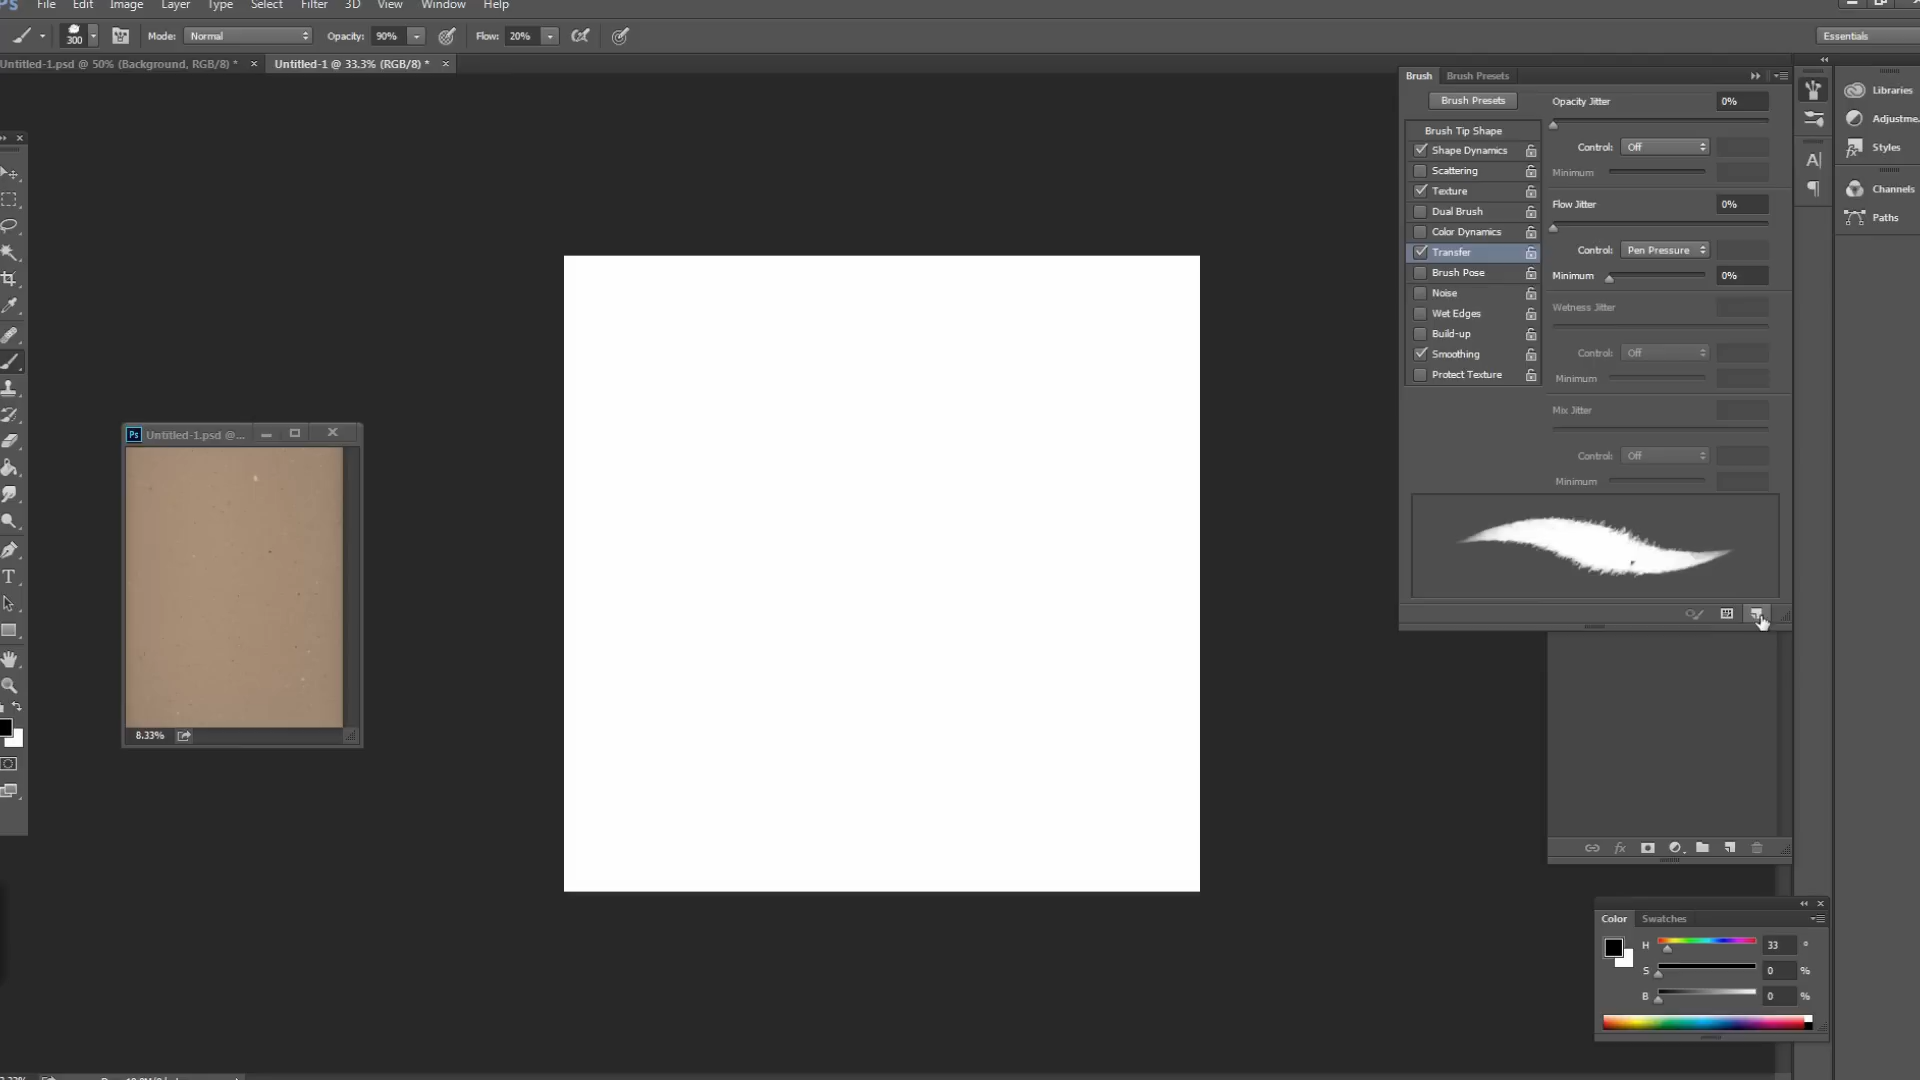 Ps File Edit Image Layer Type Select Filter 3D View Window Help
300 Mode: Normal Opacity: 90% Flow: 20% Essentials
Untitled-1.psd @ 50% (Background, RGB/8) * × Untitled-1 @ 33.3% (RGB/8) * ×
Brush Brush Presets
Brush Presets
Brush Tip Shape
Shape Dynamics
Scattering
Texture
Dual Brush
Color Dynamics
Transfer
Brush Pose
Noise
Wet Edges
Build-up
Smoothing
Protect Texture
Opacity Jitter 0%
Control: Off
Minimum
Flow Jitter 0%
Control: Pen Pressure
Minimum 0%
Wetness Jitter
Control: Off
Minimum
Mix Jitter
Control: Off
Minimum
Libraries
Adjustme
Styles
Channels
Paths
Ps Untitled-1.psd @...
8.33%
fx
Color Swatches
H 33 °
S 0 %
B 0 %